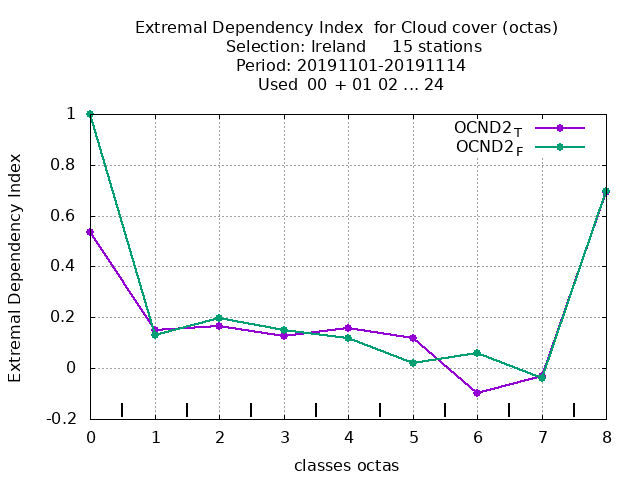 Extremal Dependency Index  for Cloud cover (octas)
Selection: Ireland     15 stations
Period: 20191101-20191114
Used  00 + 01 02 ... 24
Extremal Dependency Index
1
0.8
0.6
0.4
0.2
0
-0.2
OCND2T
OCND2F
0 1 2 3 4 5 6 7 8
classes octas